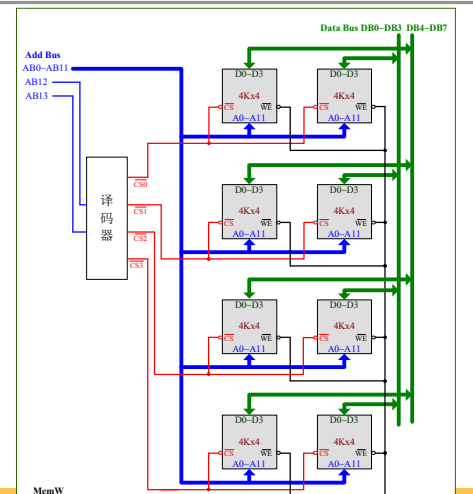 Data Bus DB0~DB3 DB4~DB7
Add Bus
AB0~AB11
AB12
AB13
D0~D3 D0~D3
4Kx4 4Kx4
CS WE CS WE
A0~A11 A0~A11
CS0
译
码
器
D0~D3 D0~D3
4Kx4 4Kx4
CS1
CS WE CS WE
A0~A11 A0~A11
CS2
CS3
D0~D3 D0~D3
4Kx4 4Kx4
CS WE CS WE
A0~A11 A0~A11
D0~D3 D0~D3
4Kx4 4Kx4
CS WE CS WE
A0~A11 A0~A11
MemW